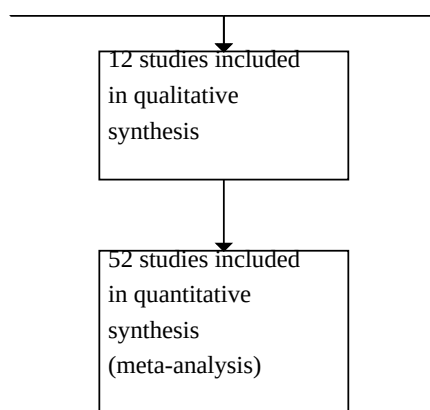 12 studies included
in qualitative
synthesis
52 studies included
in quantitative
synthesis
(meta-analysis)